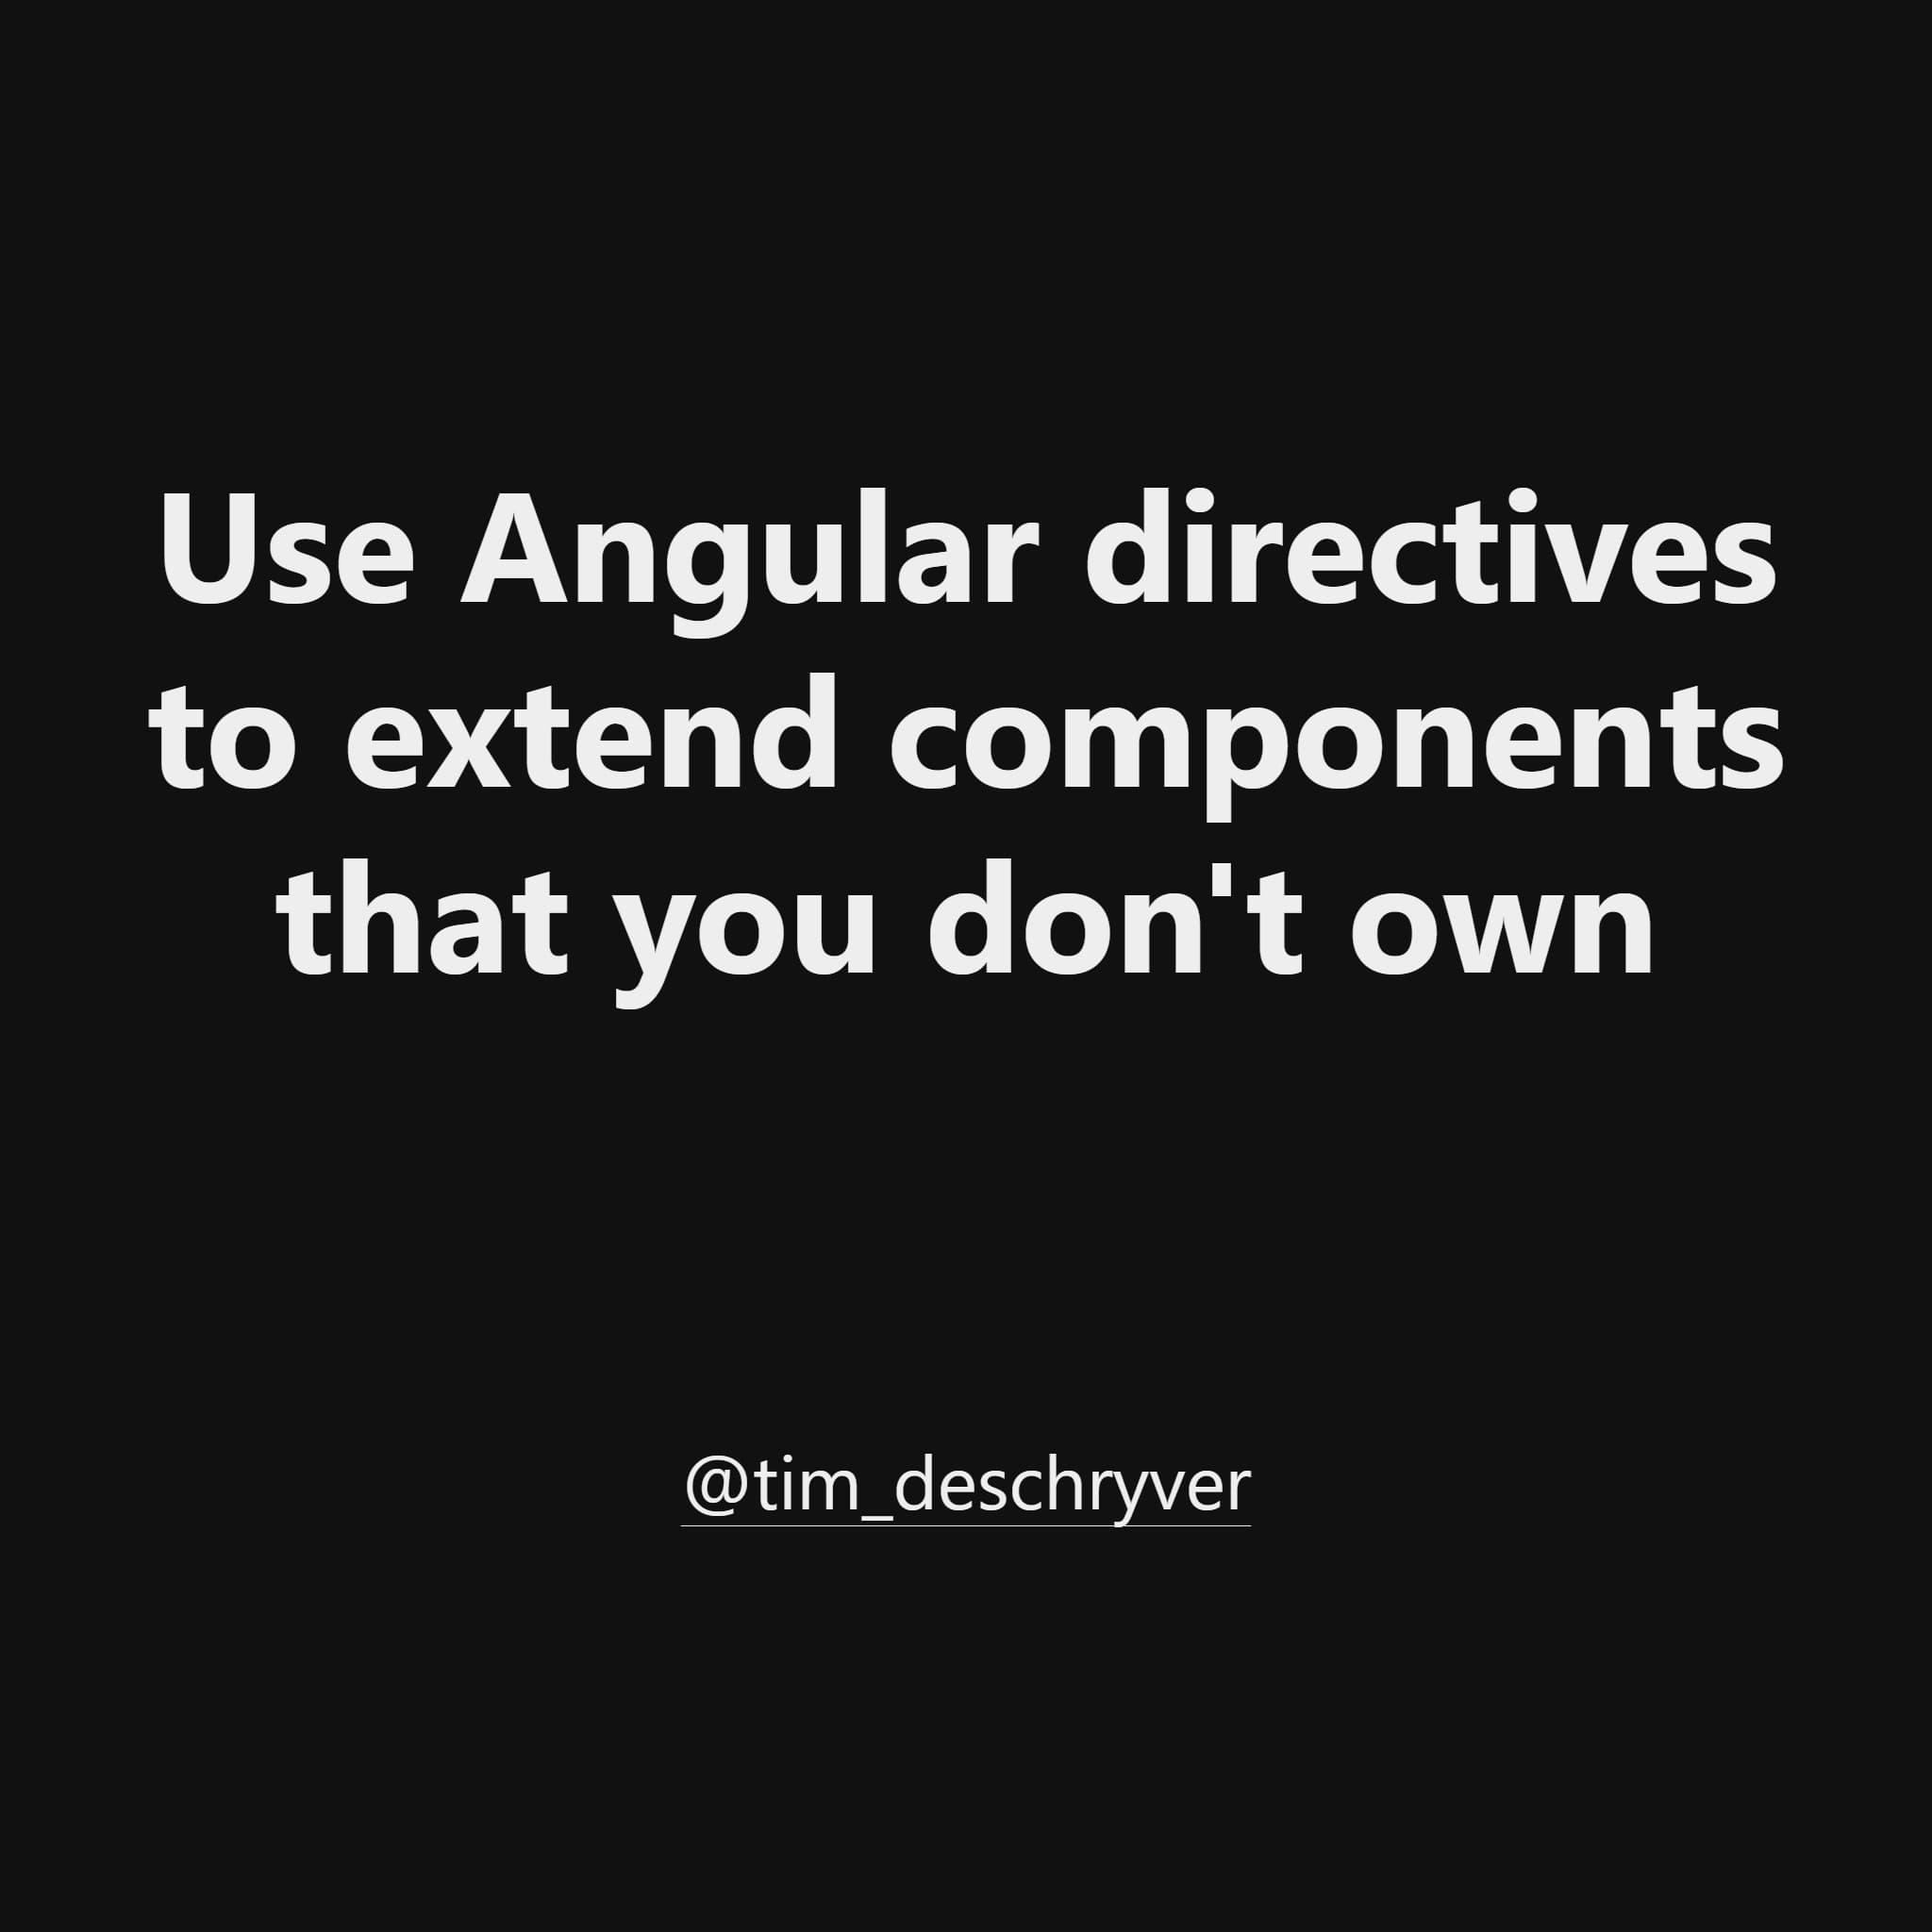 Use Angular directives
to extend components
that you don't own
@tim_deschryver